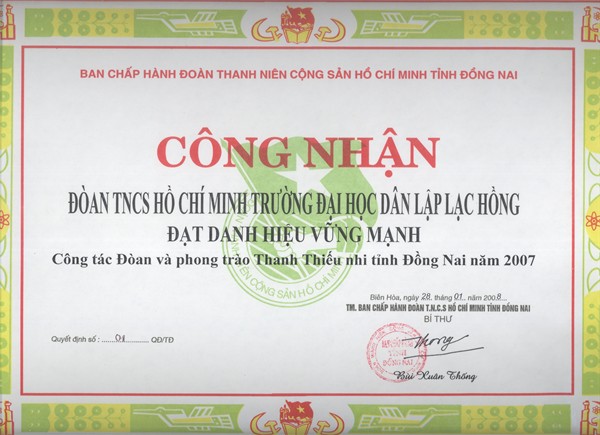 BAN CHẤP HÀNH ĐOÀN THANH NIÊN CỘNG SẢN HỒ CHÍ MINH TỈNH ĐỒNG NAI
CÔNG NHẬN
ĐOÀN TNCS HỒ CHÍ MINH TRƯỜNG ĐẠI HỌC DÂN LẬP LẠC HỒNG
ĐẠT DANH HIỆU VỮNG MẠNH
Công tác Đoàn và phong trào Thanh Thiếu nhi tỉnh Đồng Nai năm 2007
Biên Hòa, ngày 28 tháng 01 năm 2008
TM. BAN CHẤP HÀNH ĐOÀN T.N.C.S HỒ CHÍ MINH TỈNH ĐỒNG NAI
BÍ THƯ
Quyết định số : ......01...... QĐ/TĐ
Bùi Xuân Thống